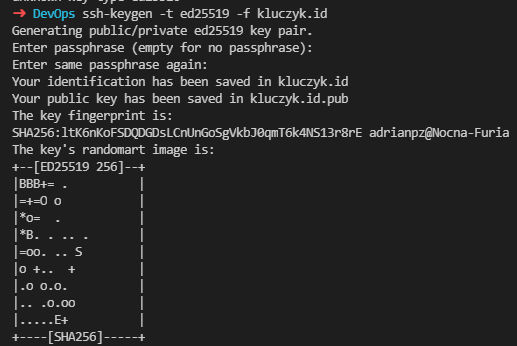 ➜ DevOps ssh-keygen -t ed25519 -f kluczyk.id
Generating public/private ed25519 key pair.
Enter passphrase (empty for no passphrase):
Enter same passphrase again:
Your identification has been saved in kluczyk.id
Your public key has been saved in kluczyk.id.pub
The key fingerprint is:
SHA256:ltK6nKoFSDQDGDsLCnUnGoSgVkbJ0qmT6k4NS13r8rE adrianpz@Nocna-Furia
The key's randomart image is:
+--[ED25519 256]--+
|BBB+= .          |
|=+=O o           |
|*o=  .           |
|*B. . .. .       |
|=oo. .. S        |
|o +..  +         |
|.o o.o.          |
|.. .o.oo         |
|.....E+          |
+----[SHA256]-----+